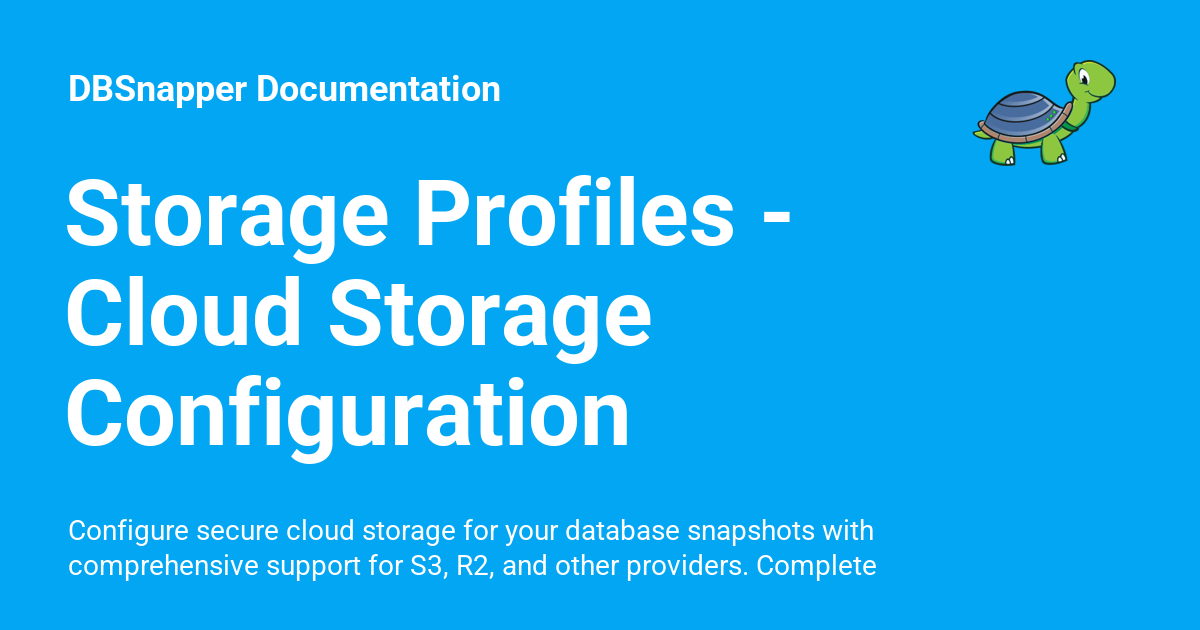 DBSnapper Documentation
Storage Profiles -
Cloud Storage
Configuration
Configure secure cloud storage for your database snapshots with
comprehensive support for S3, R2, and other providers. Complete